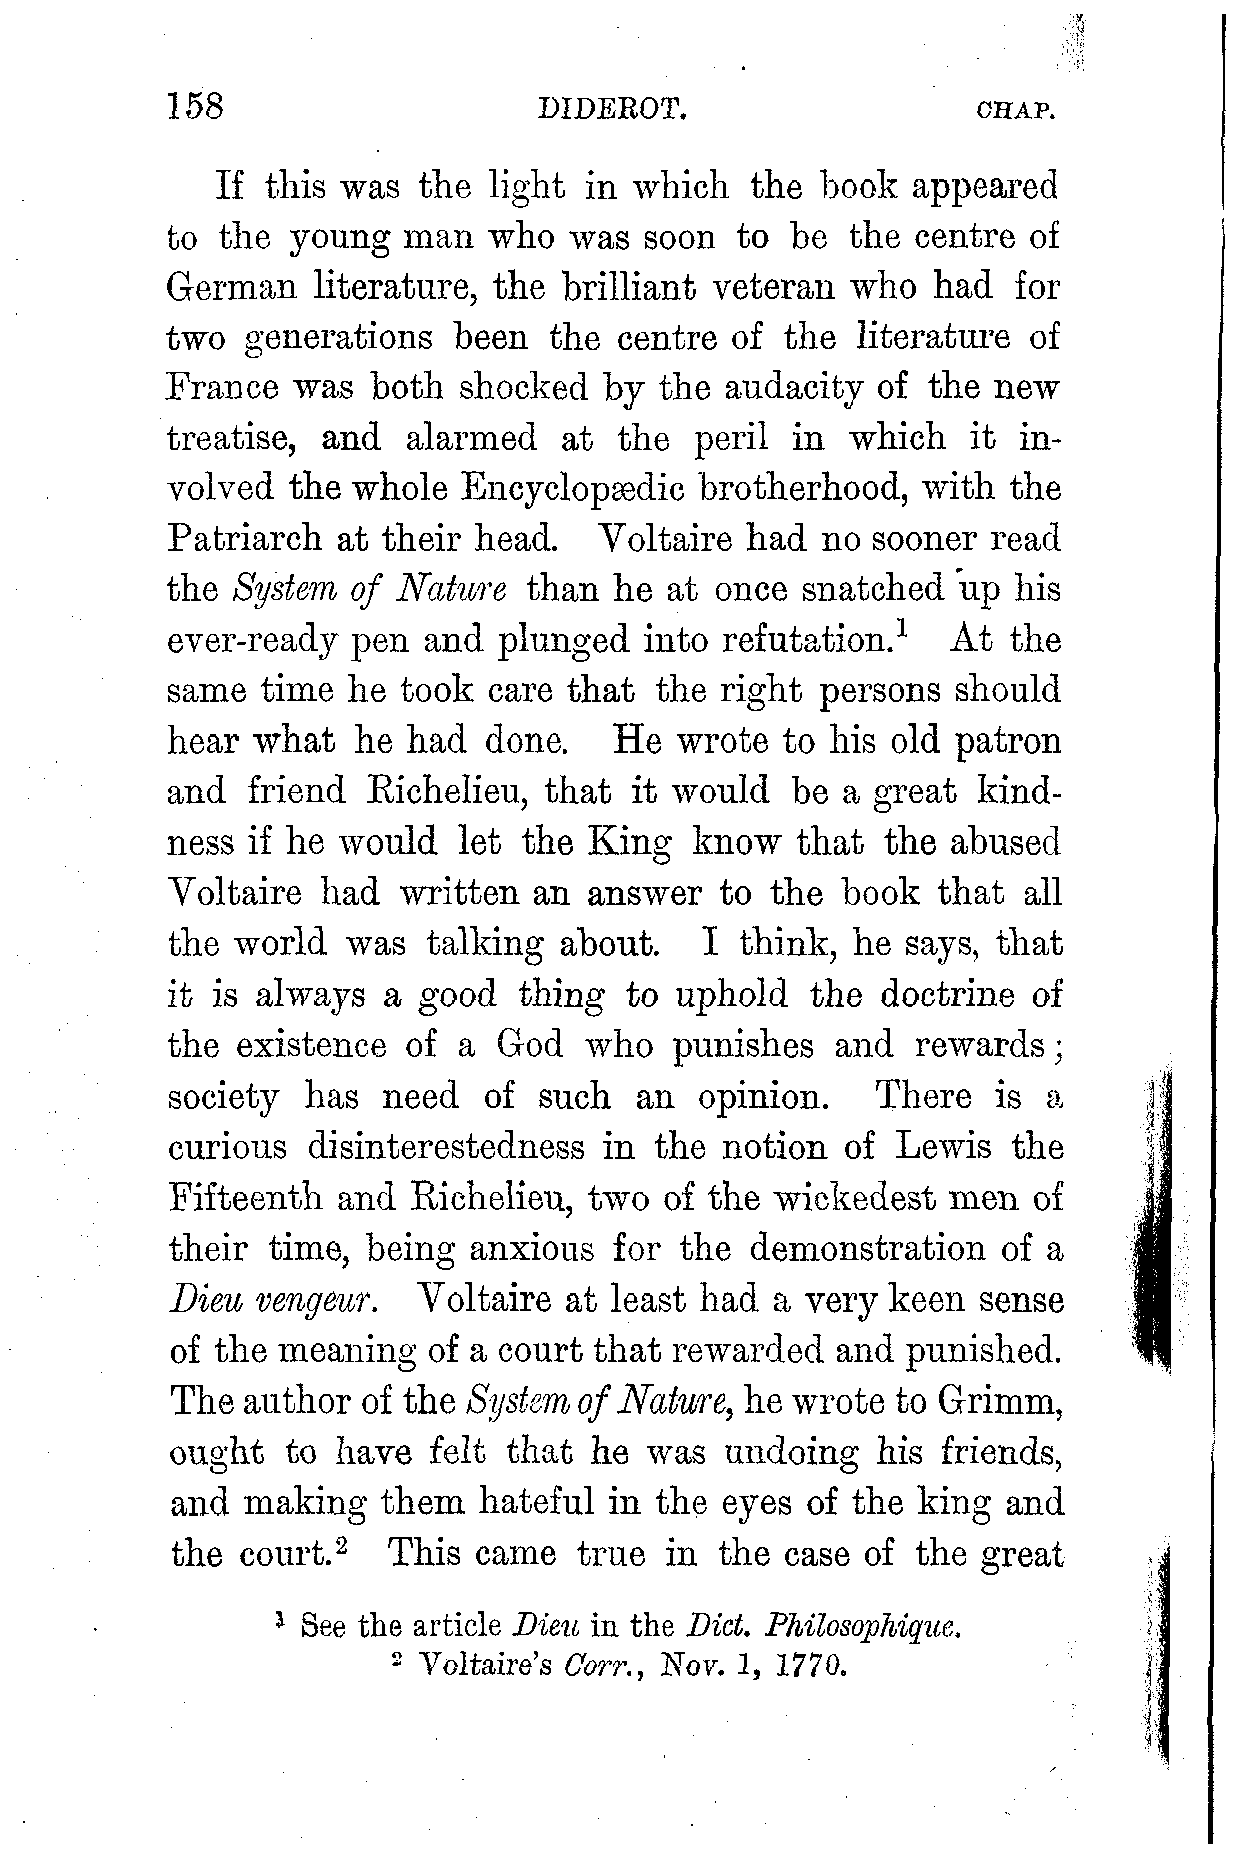 158 DIDEROT. CHAP.
If this was the light in which the book appeared
to the young man who was soon to be the centre of
German literature, the brilliant veteran who had for
two generations been the centre of the literature of
France was both shocked by the audacity of the new
treatise, and alarmed at the peril in which it in-
volved the whole Encyclopædic brotherhood, with the
Patriarch at their head. Voltaire had no sooner read
the System of Nature than he at once snatched up his
ever-ready pen and plunged into refutation.¹ At the
same time he took care that the right persons should
hear what he had done. He wrote to his old patron
and friend Richelieu, that it would be a great kind-
ness if he would let the King know that the abused
Voltaire had written an answer to the book that all
the world was talking about. I think, he says, that
it is always a good thing to uphold the doctrine of
the existence of a God who punishes and rewards;
society has need of such an opinion. There is a
curious disinterestedness in the notion of Lewis the
Fifteenth and Richelieu, two of the wickedest men of
their time, being anxious for the demonstration of a
Dieu vengeur. Voltaire at least had a very keen sense
of the meaning of a court that rewarded and punished.
The author of the System of Nature, he wrote to Grimm,
ought to have felt that he was undoing his friends,
and making them hateful in the eyes of the king and
the court.² This came true in the case of the great
¹ See the article Dieu in the Dict. Philosophique.
² Voltaire's Corr., Nov. 1, 1770.